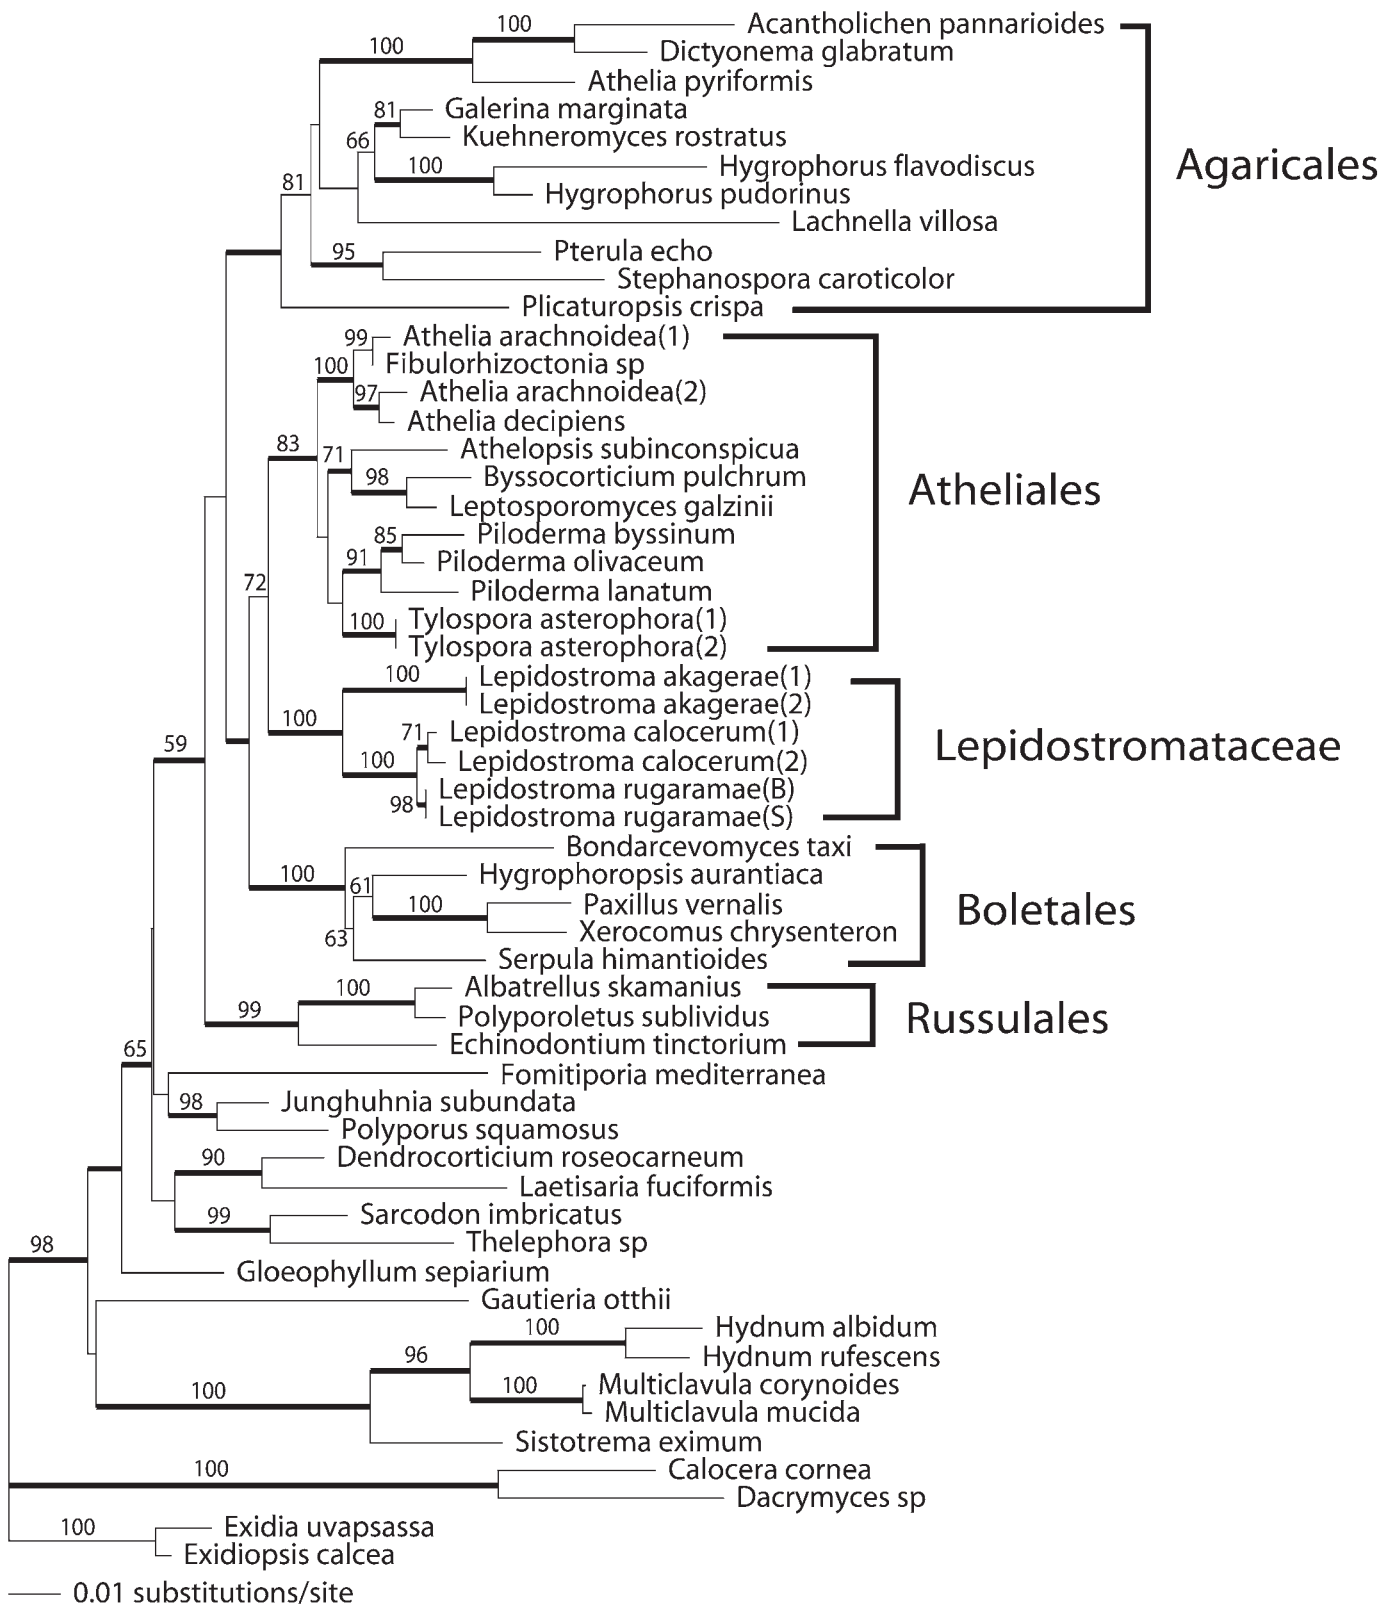 100
Acantholichen pannarioides
100
Dictyonema glabratum
Athelia pyriformis
81
Galerina marginata
Kuehneromyces rostratus
66
100
Hygrophorus flavodiscus
Agaricales
Hygrophorus pudorinus
81
Lachnella villosa
95
Pterula echo
Stephanospora caroticolor
Plicaturopsis crispa
99
Athelia arachnoidea(1)
100
Fibulorhizoctonia sp
97
Athelia arachnoidea(2)
Athelia decipiens
83
71
Athelopsis subinconspicua
98
Byssocorticium pulchrum
Atheliales
Leptosporomyces galzinii
85
Piloderma byssinum
91
Piloderma olivaceum
72
Piloderma lanatum
100
Tylospora asterophora(1)
Tylospora asterophora(2)
100
Lepidostroma akagerae(1)
Lepidostroma akagerae(2)
100
71
Lepidostroma calocerum(1)
Lepidostromataceae
59
100
Lepidostroma calocerum(2)
98
Lepidostroma rugaramae(B)
Lepidostroma rugaramae(S)
Bondarcevomyces taxi
100
61
Hygrophoropsis aurantiaca
100
Paxillus vernalis
Boletales
63
Xerocomus chrysenteron
Serpula himantioides
100
Albatrellus skamanius
99
Polyporoletus sublividus
Russulales
Echinodontium tinctorium
65
Fomitiporia mediterranea
98
Junghuhnia subundata
Polyporus squamosus
90
Dendrocorticium roseocarneum
Laetisaria fuciformis
99
Sarcodon imbricatus
Thelephora sp
98
Gloeophyllum sepiarium
Gautieria otthii
100
Hydnum albidum
96
Hydnum rufescens
100
100
Multiclavula corynoides
Multiclavula mucida
Sistotrema eximum
100
Calocera cornea
Dacrymyces sp
100
Exidia uvapsassa
Exidiopsis calcea
0.01 substitutions/site